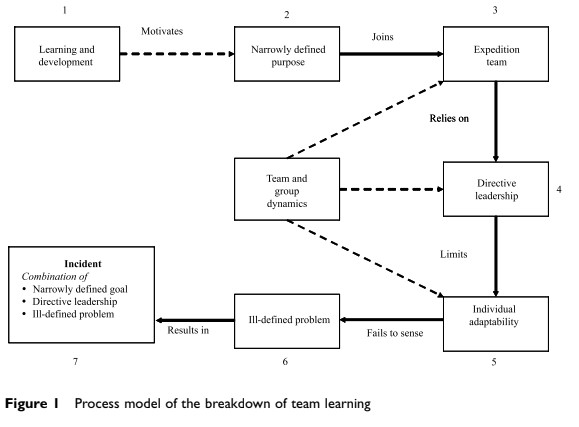 1
2
3
Motivates
Joins
Learning and
development
Narrowly defined
purpose
Expedition
team
Relies on
Team and
group
dynamics
Directive
leadership
4
Limits
Incident
Combination of
• Narrowly defined goal
• Directive leadership
• Ill-defined problem
Results in
Ill-defined problem
Fails to sense
Individual
adaptability
7
6
5
Figure 1 Process model of the breakdown of team learning